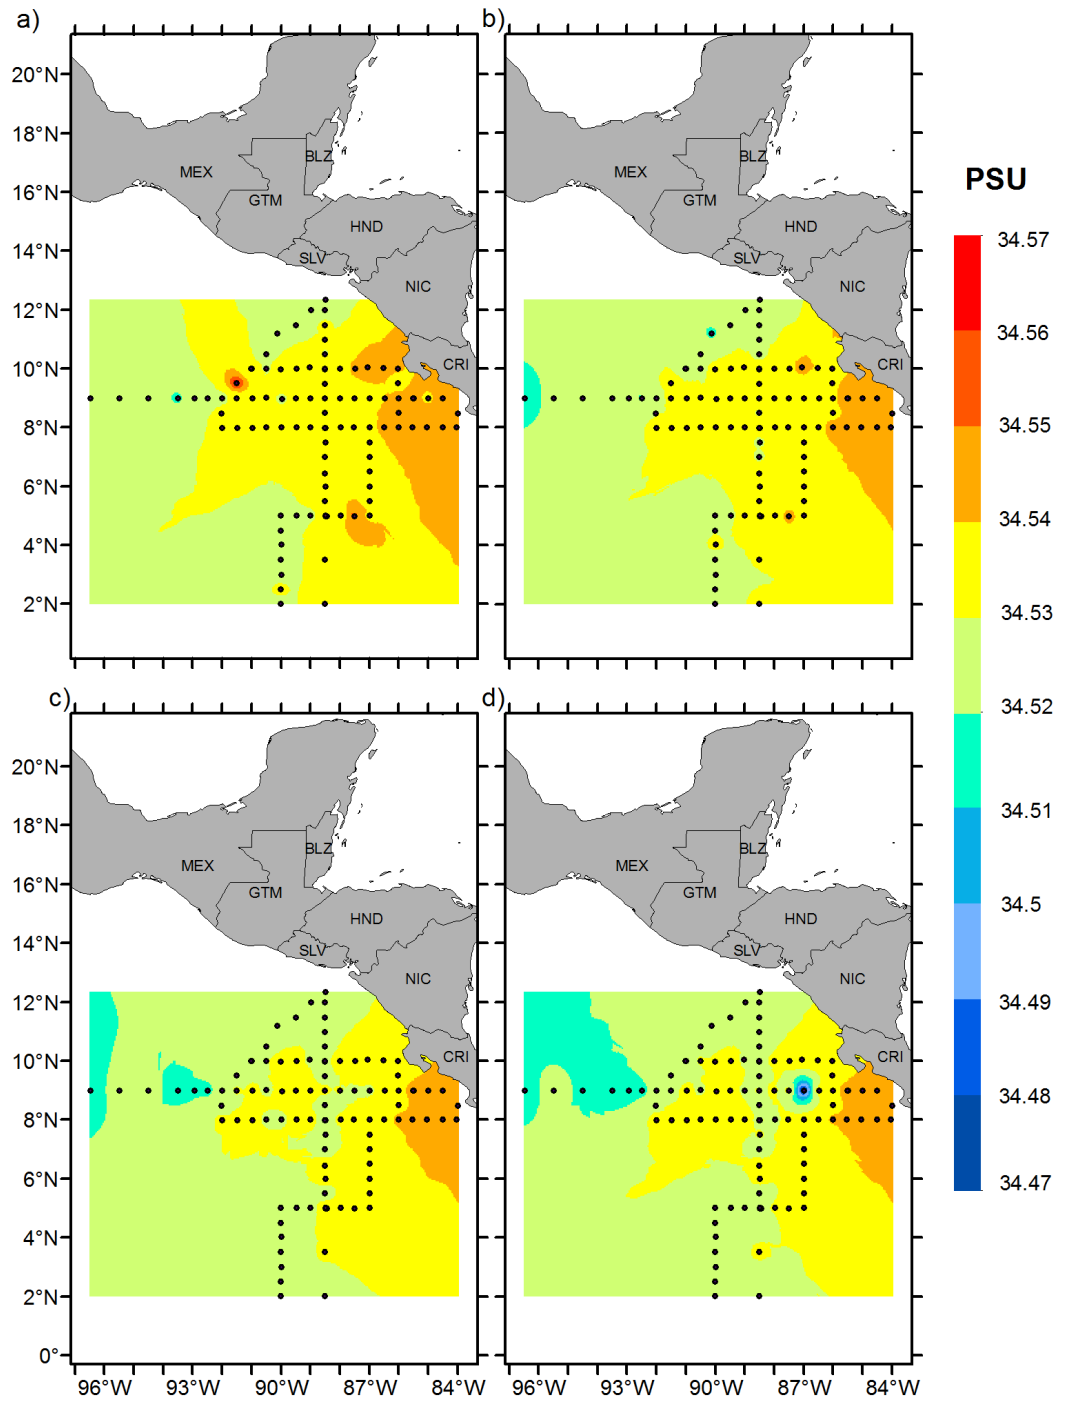 a)
b)
20°N
18°N
16°N
14°N
12°N
10°N
8°N
6°N
4°N
2°N
MEX
GTM
BLZ
HND
SLV
NIC
CRI
MEX
GTM
BLZ
HND
SLV
NIC
CRI
PSU
34.57
34.56
34.55
34.54
34.53
34.52
34.51
34.5
34.49
34.48
34.47
c)
d)
20°N
18°N
16°N
14°N
12°N
10°N
8°N
6°N
4°N
2°N
0°
MEX
GTM
BLZ
HND
SLV
NIC
CRI
MEX
GTM
BLZ
HND
SLV
NIC
CRI
96°W 93°W 90°W 87°W 84°W
96°W 93°W 90°W 87°W 84°W